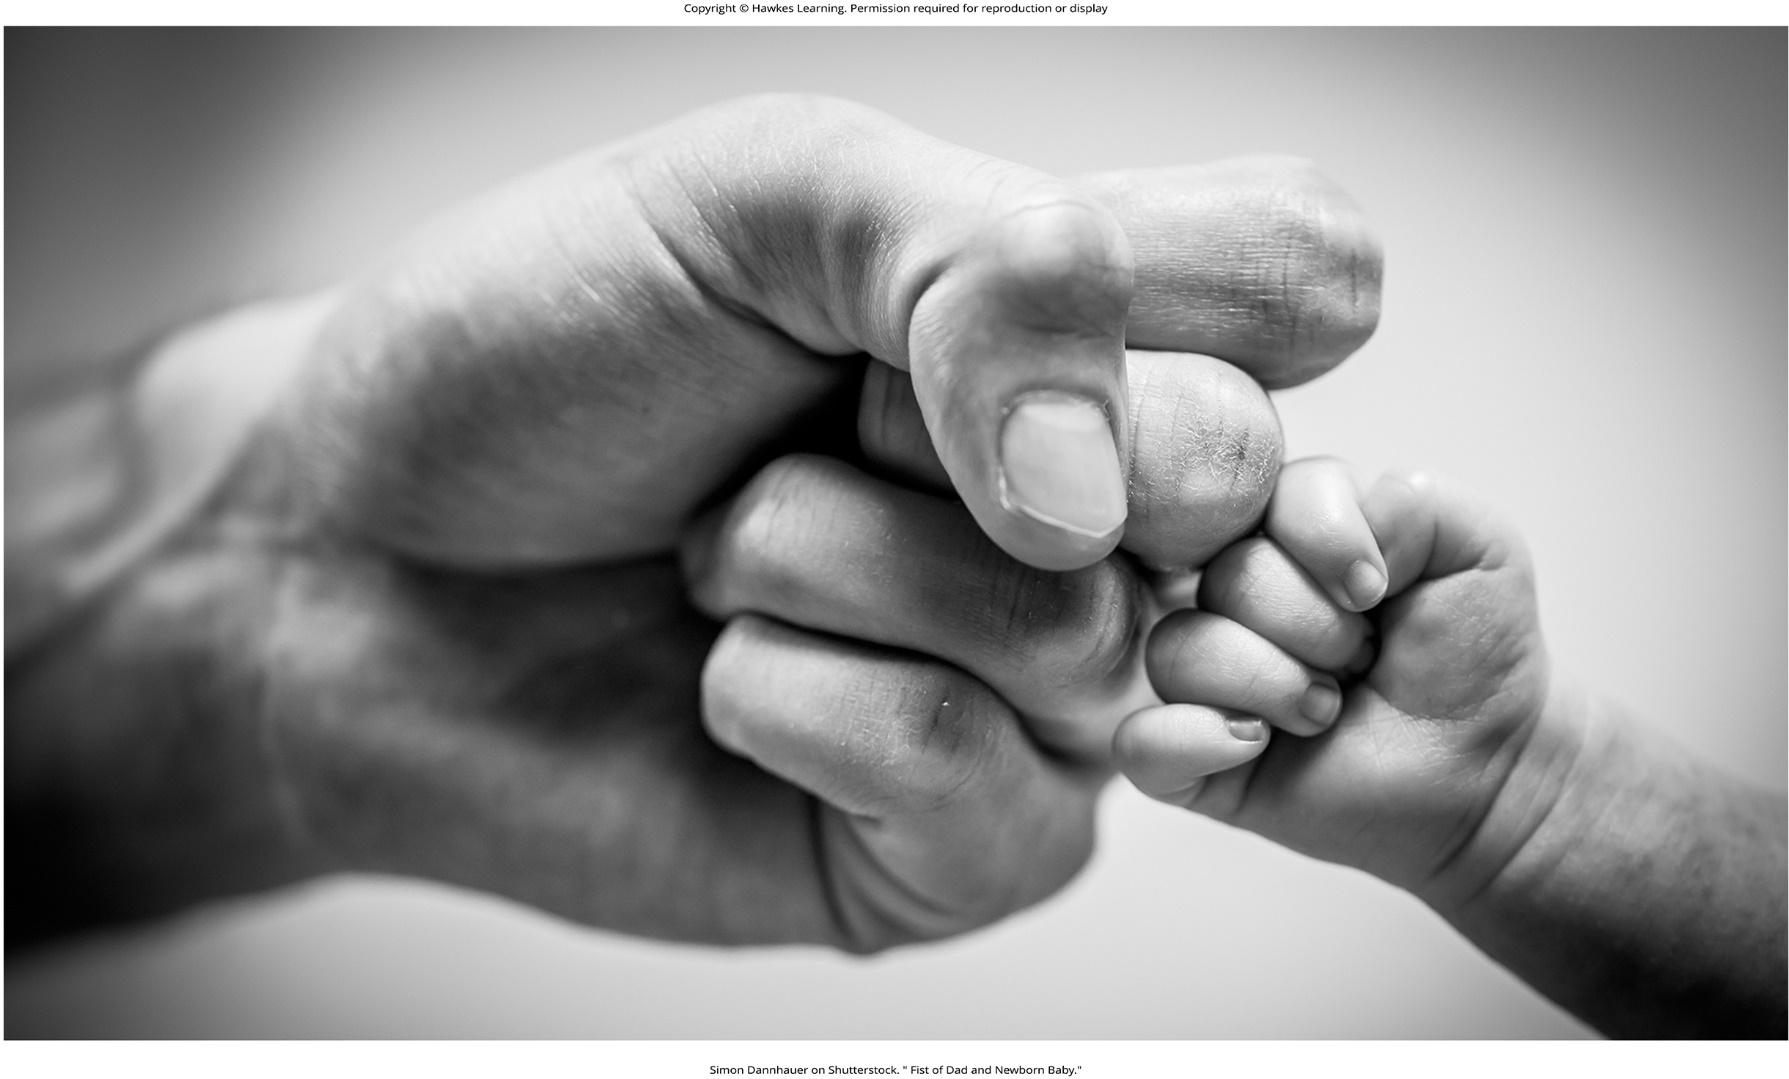 Copyright © Hawkes Learning. Permission required for reproduction or display
Simon Dannhauer on Shutterstock. " Fist of Dad and Newborn Baby."